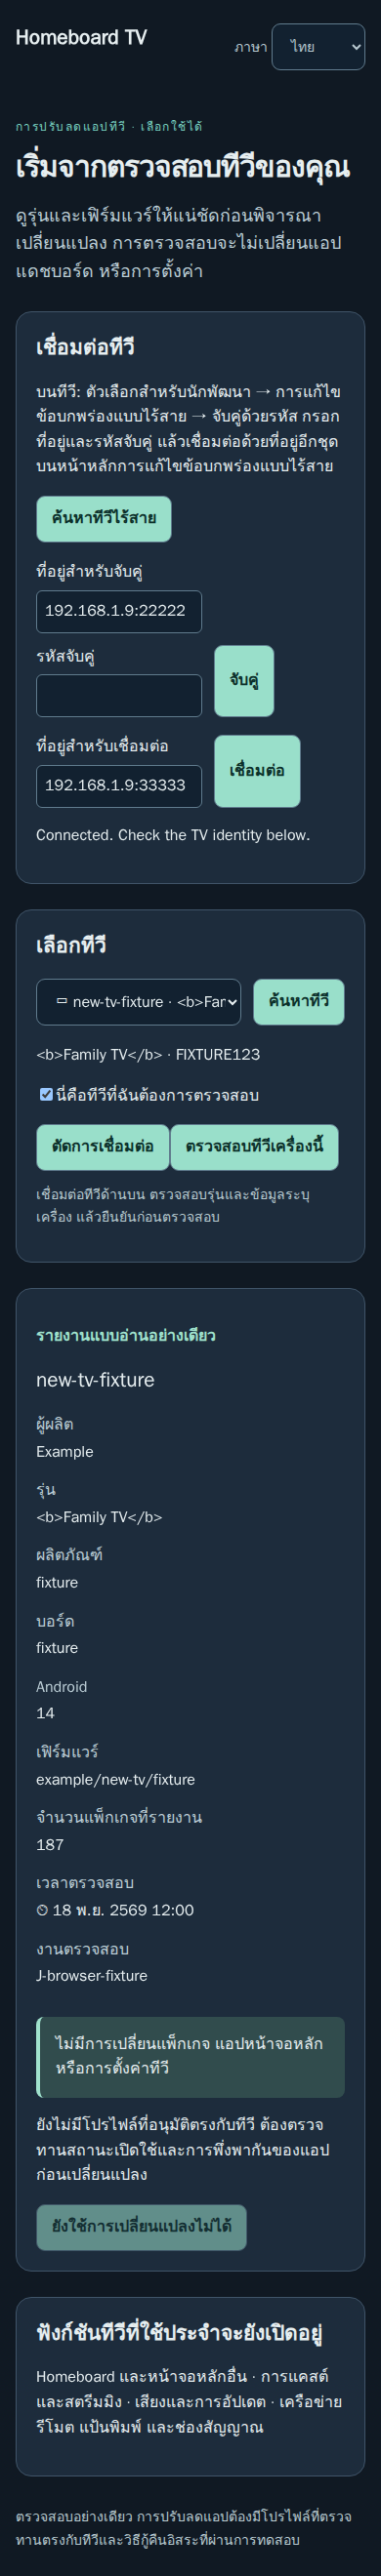 Homeboard TV
ภาษา ไทย
การปรับลดแอปทีวี · เลือกใช้ได้
เริ่มจากตรวจสอบทีวีของคุณ
ดูรุ่นและเฟิร์มแวร์ให้แน่ชัดก่อนพิจารณา
เปลี่ยนแปลง การตรวจสอบจะไม่เปลี่ยนแอป
แดชบอร์ด หรือการตั้งค่า
เชื่อมต่อทีวี
บนทีวี: ตัวเลือกสำหรับนักพัฒนา → การแก้ไข
ข้อบกพร่องแบบไร้สาย → จับคู่ด้วยรหัส กรอก
ที่อยู่และรหัสจับคู่ แล้วเชื่อมต่อด้วยที่อยู่อีกชุด
บนหน้าหลักการแก้ไขข้อบกพร่องแบบไร้สาย
ค้นหาทีวีไร้สาย
ที่อยู่สำหรับจับคู่
192.168.1.9:22222
รหัสจับคู่
จับคู่
ที่อยู่สำหรับเชื่อมต่อ
192.168.1.9:33333
เชื่อมต่อ
Connected. Check the TV identity below.
เลือกทีวี
▭ new-tv-fixture · <b>Far
ค้นหาทีวี
<b>Family TV</b> · FIXTURE123
นี่คือทีวีที่ฉันต้องการตรวจสอบ
ตัดการเชื่อมต่อ ตรวจสอบทีวีเครื่องนี้
เชื่อมต่อทีวีด้านบน ตรวจสอบรุ่นและข้อมูลระบุ
เครื่อง แล้วยืนยันก่อนตรวจสอบ
รายงานแบบอ่านอย่างเดียว
new-tv-fixture
ผู้ผลิต
Example
รุ่น
<b>Family TV</b>
ผลิตภัณฑ์
fixture
บอร์ด
fixture
Android
14
เฟิร์มแวร์
example/new-tv/fixture
จำนวนแพ็กเกจที่รายงาน
187
เวลาตรวจสอบ
⏲ 18 พ.ย. 2569 12:00
งานตรวจสอบ
J-browser-fixture
ไม่มีการเปลี่ยนแพ็กเกจ แอปหน้าจอหลัก
หรือการตั้งค่าทีวี
ยังไม่มีโปรไฟล์ที่อนุมัติตรงกับทีวี ต้องตรวจ
ทานสถานะเปิดใช้และการพึ่งพากันของแอป
ก่อนเปลี่ยนแปลง
ยังใช้การเปลี่ยนแปลงไม่ได้
ฟังก์ชันทีวีที่ใช้ประจำจะยังเปิดอยู่
Homeboard และหน้าจอหลักอื่น · การแคสต์
และสตรีมมิง · เสียงและการอัปเดต · เครือข่าย
รีโมต แป้นพิมพ์ และช่องสัญญาณ
ตรวจสอบอย่างเดียว การปรับลดแอปต้องมีโปรไฟล์ที่ตรวจ
ทานตรงกับทีวีและวิธีกู้คืนอิสระที่ผ่านการทดสอบ